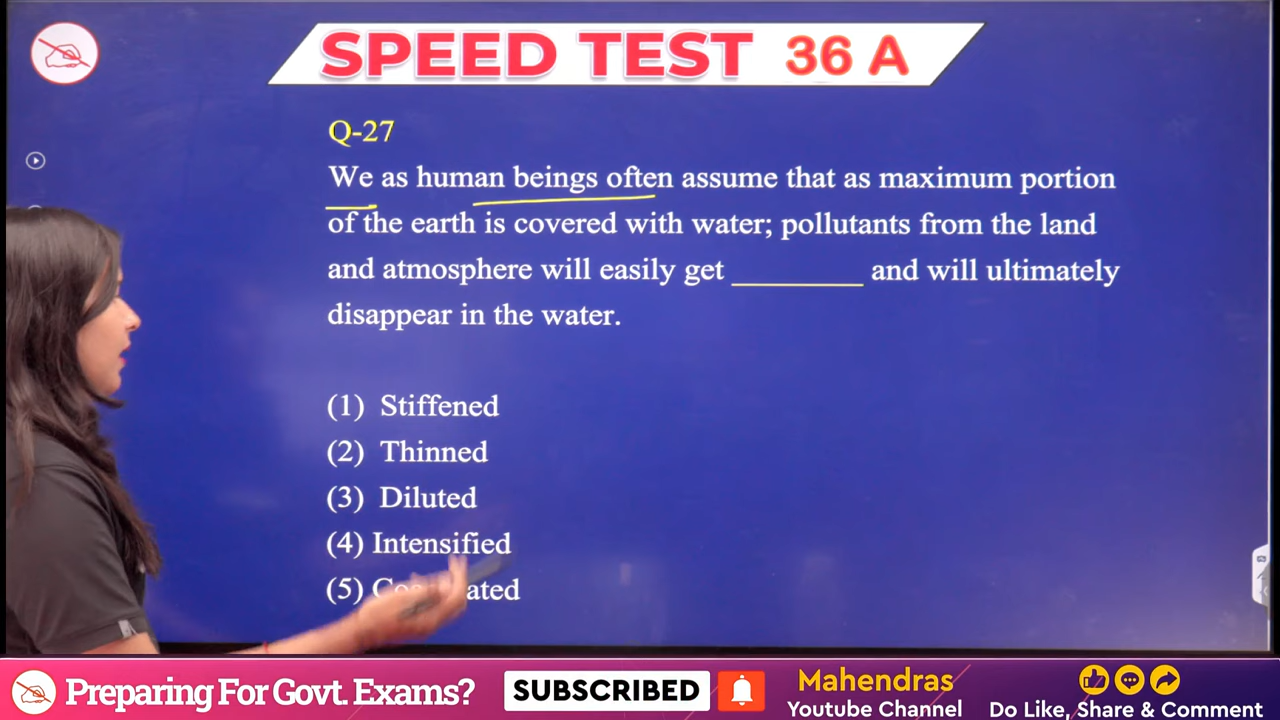 SPEED TEST 36 A
Q-27
We as human beings often assume that as maximum portion
of the earth is covered with water; pollutants from the land
and atmosphere will easily get ________ and will ultimately
disappear in the water.
(1) Stiffened
(2) Thinned
(3) Diluted
(4) Intensified
(5)
Preparing For Govt. Exams?
SUBSCRIBED
Mahendras
Youtube Channel
Do Like, Share & Comment